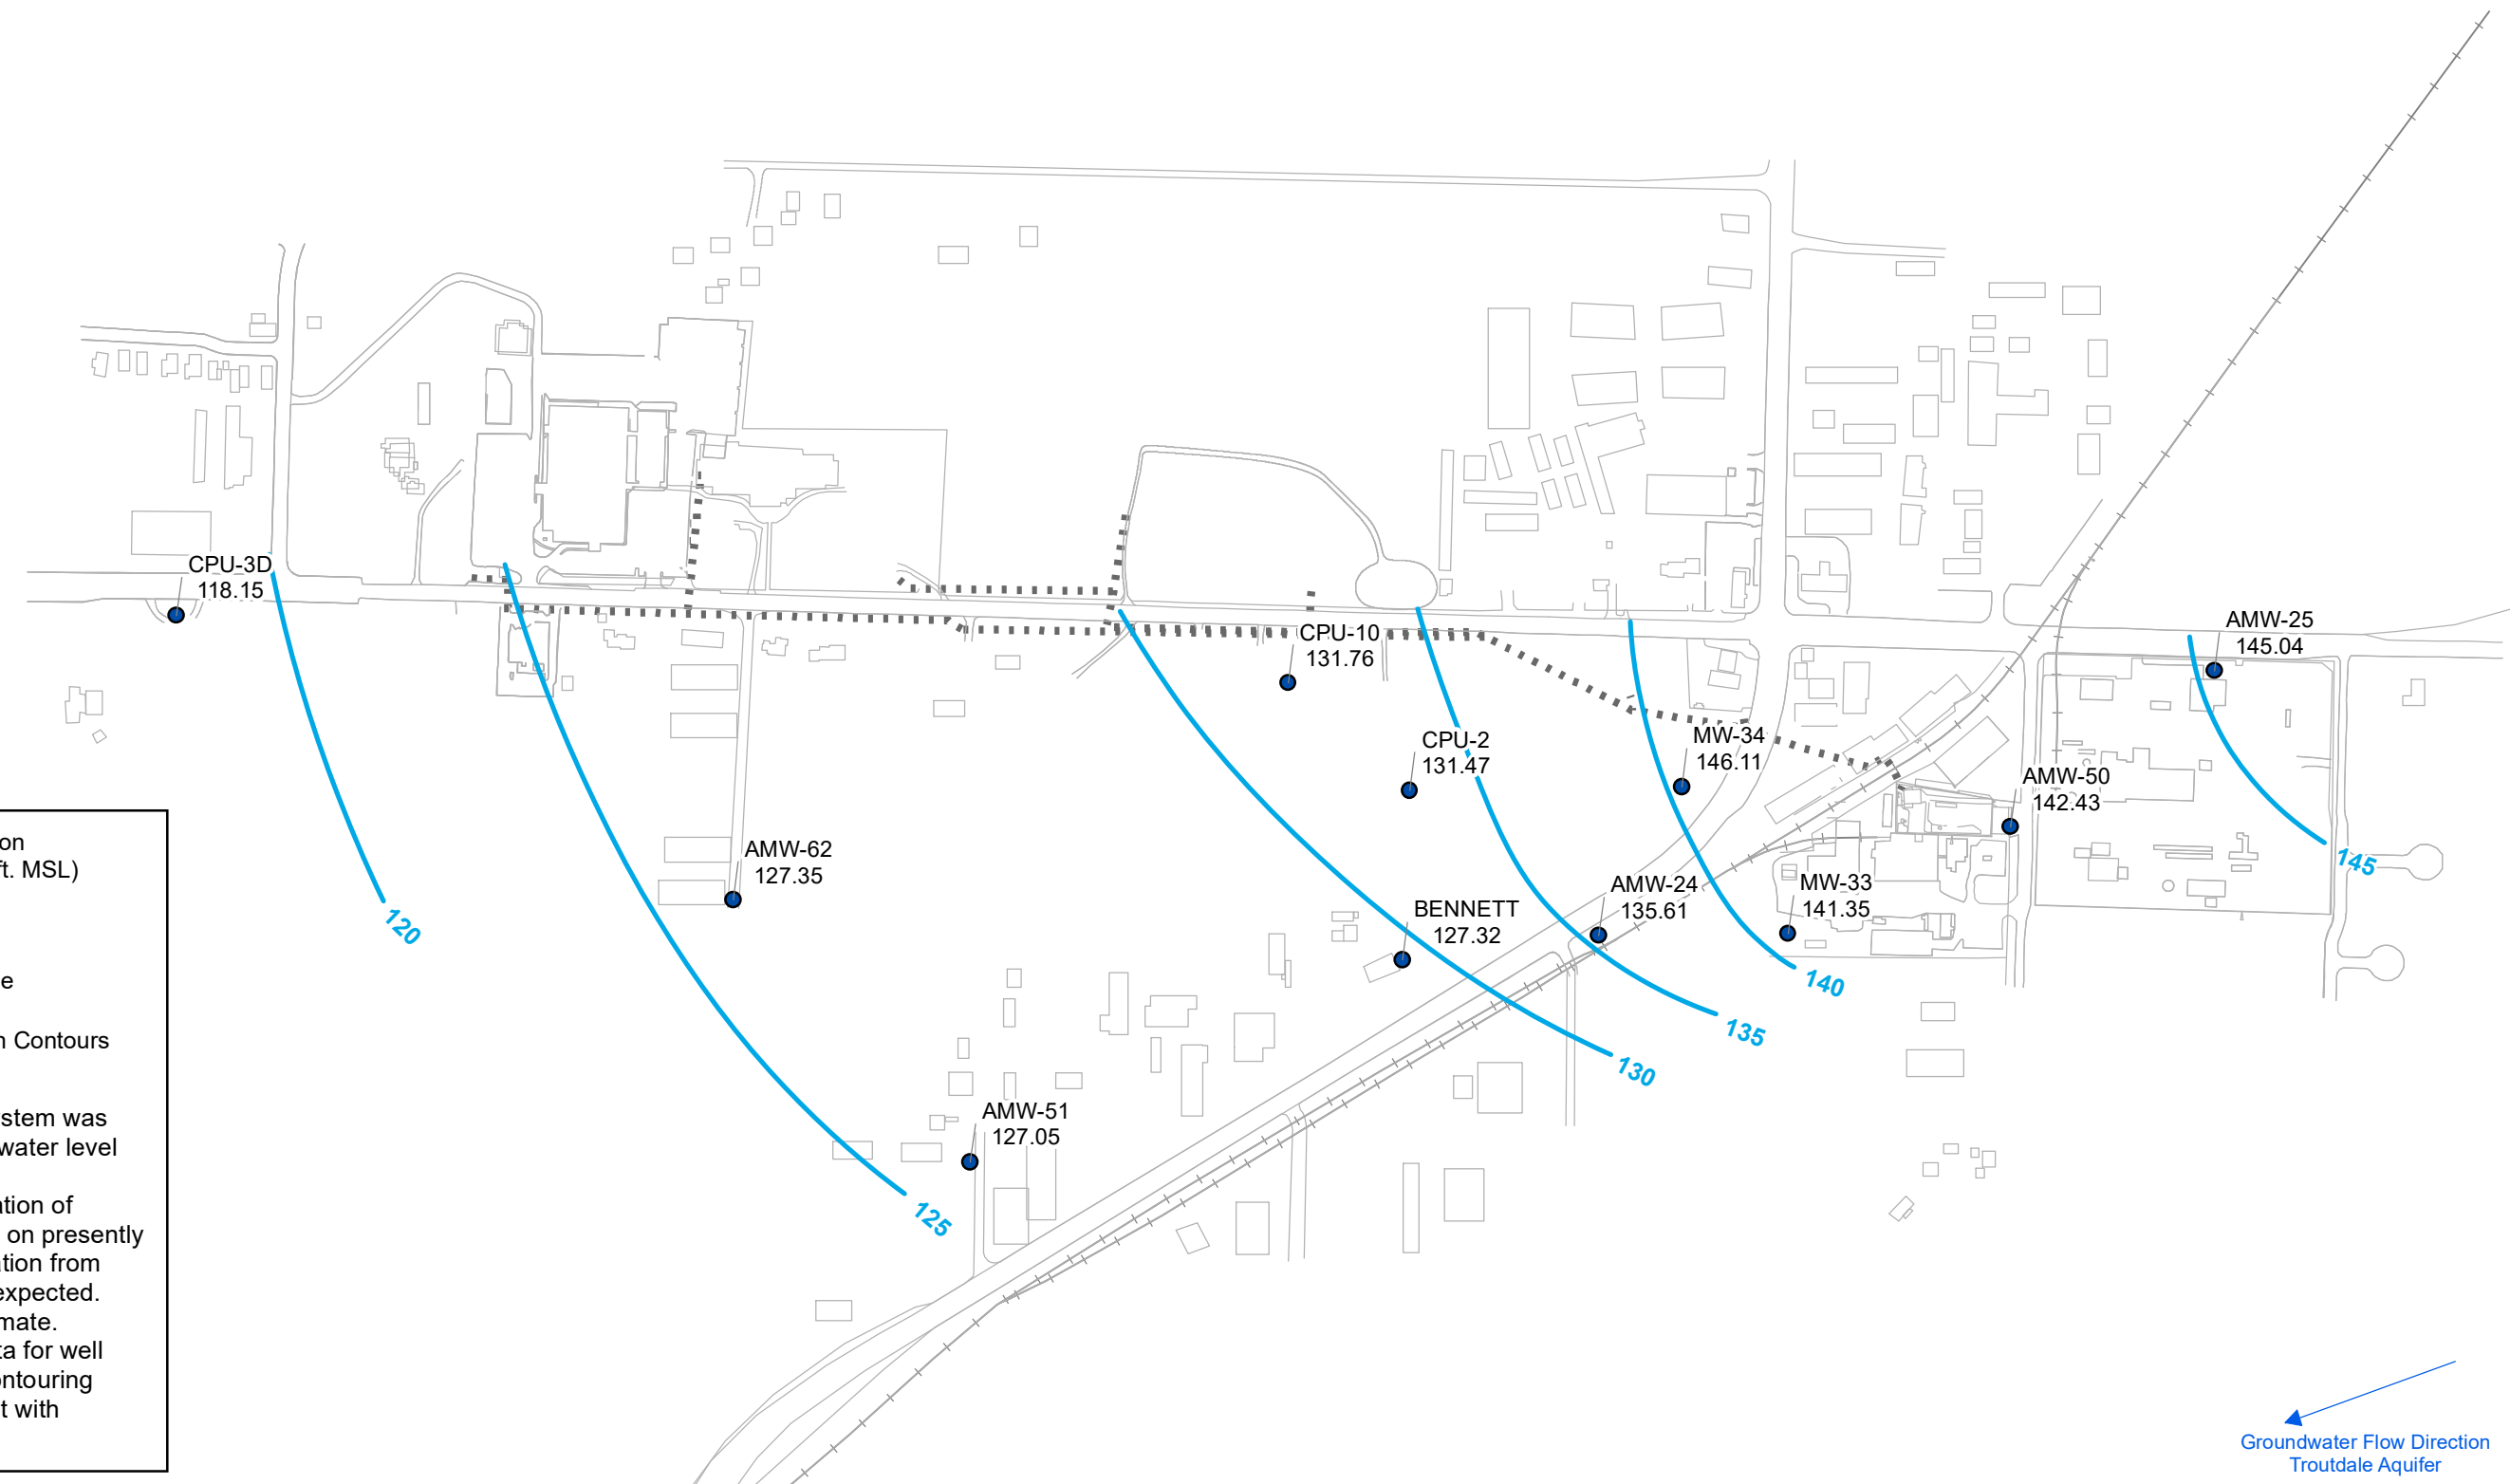 CPU-3D
118.15
CPU-10
131.76
AMW-25
145.04
CPU-2
131.47
MW-34
146.11
AMW-50
142.43
AMW-62
127.35
BENNETT
127.32
AMW-24
135.61
MW-33
141.35
AMW-51
127.05
120
125
130
135
140
145
on
ft. MSL)
e
n Contours
stem was
water level
ation of
on presently
ation from
expected.
mate.
ta for well
ontouring
t with
Groundwater Flow Direction
Troutdale Aquifer